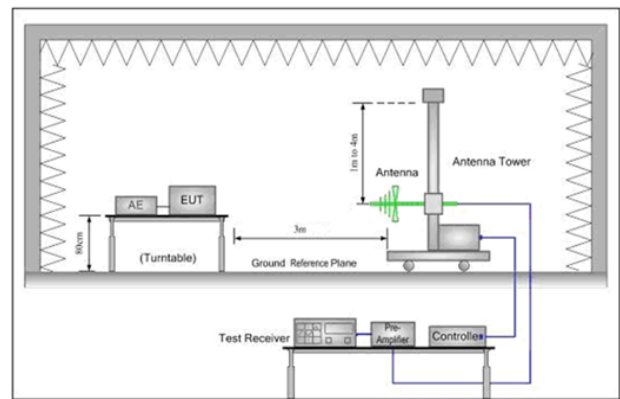 1m to 4m
Antenna
Antenna Tower
AE
EUT
80cm
(Turntable)
3m
Ground Reference Plane
Test Receiver
Pre-
Amplifier
Controller